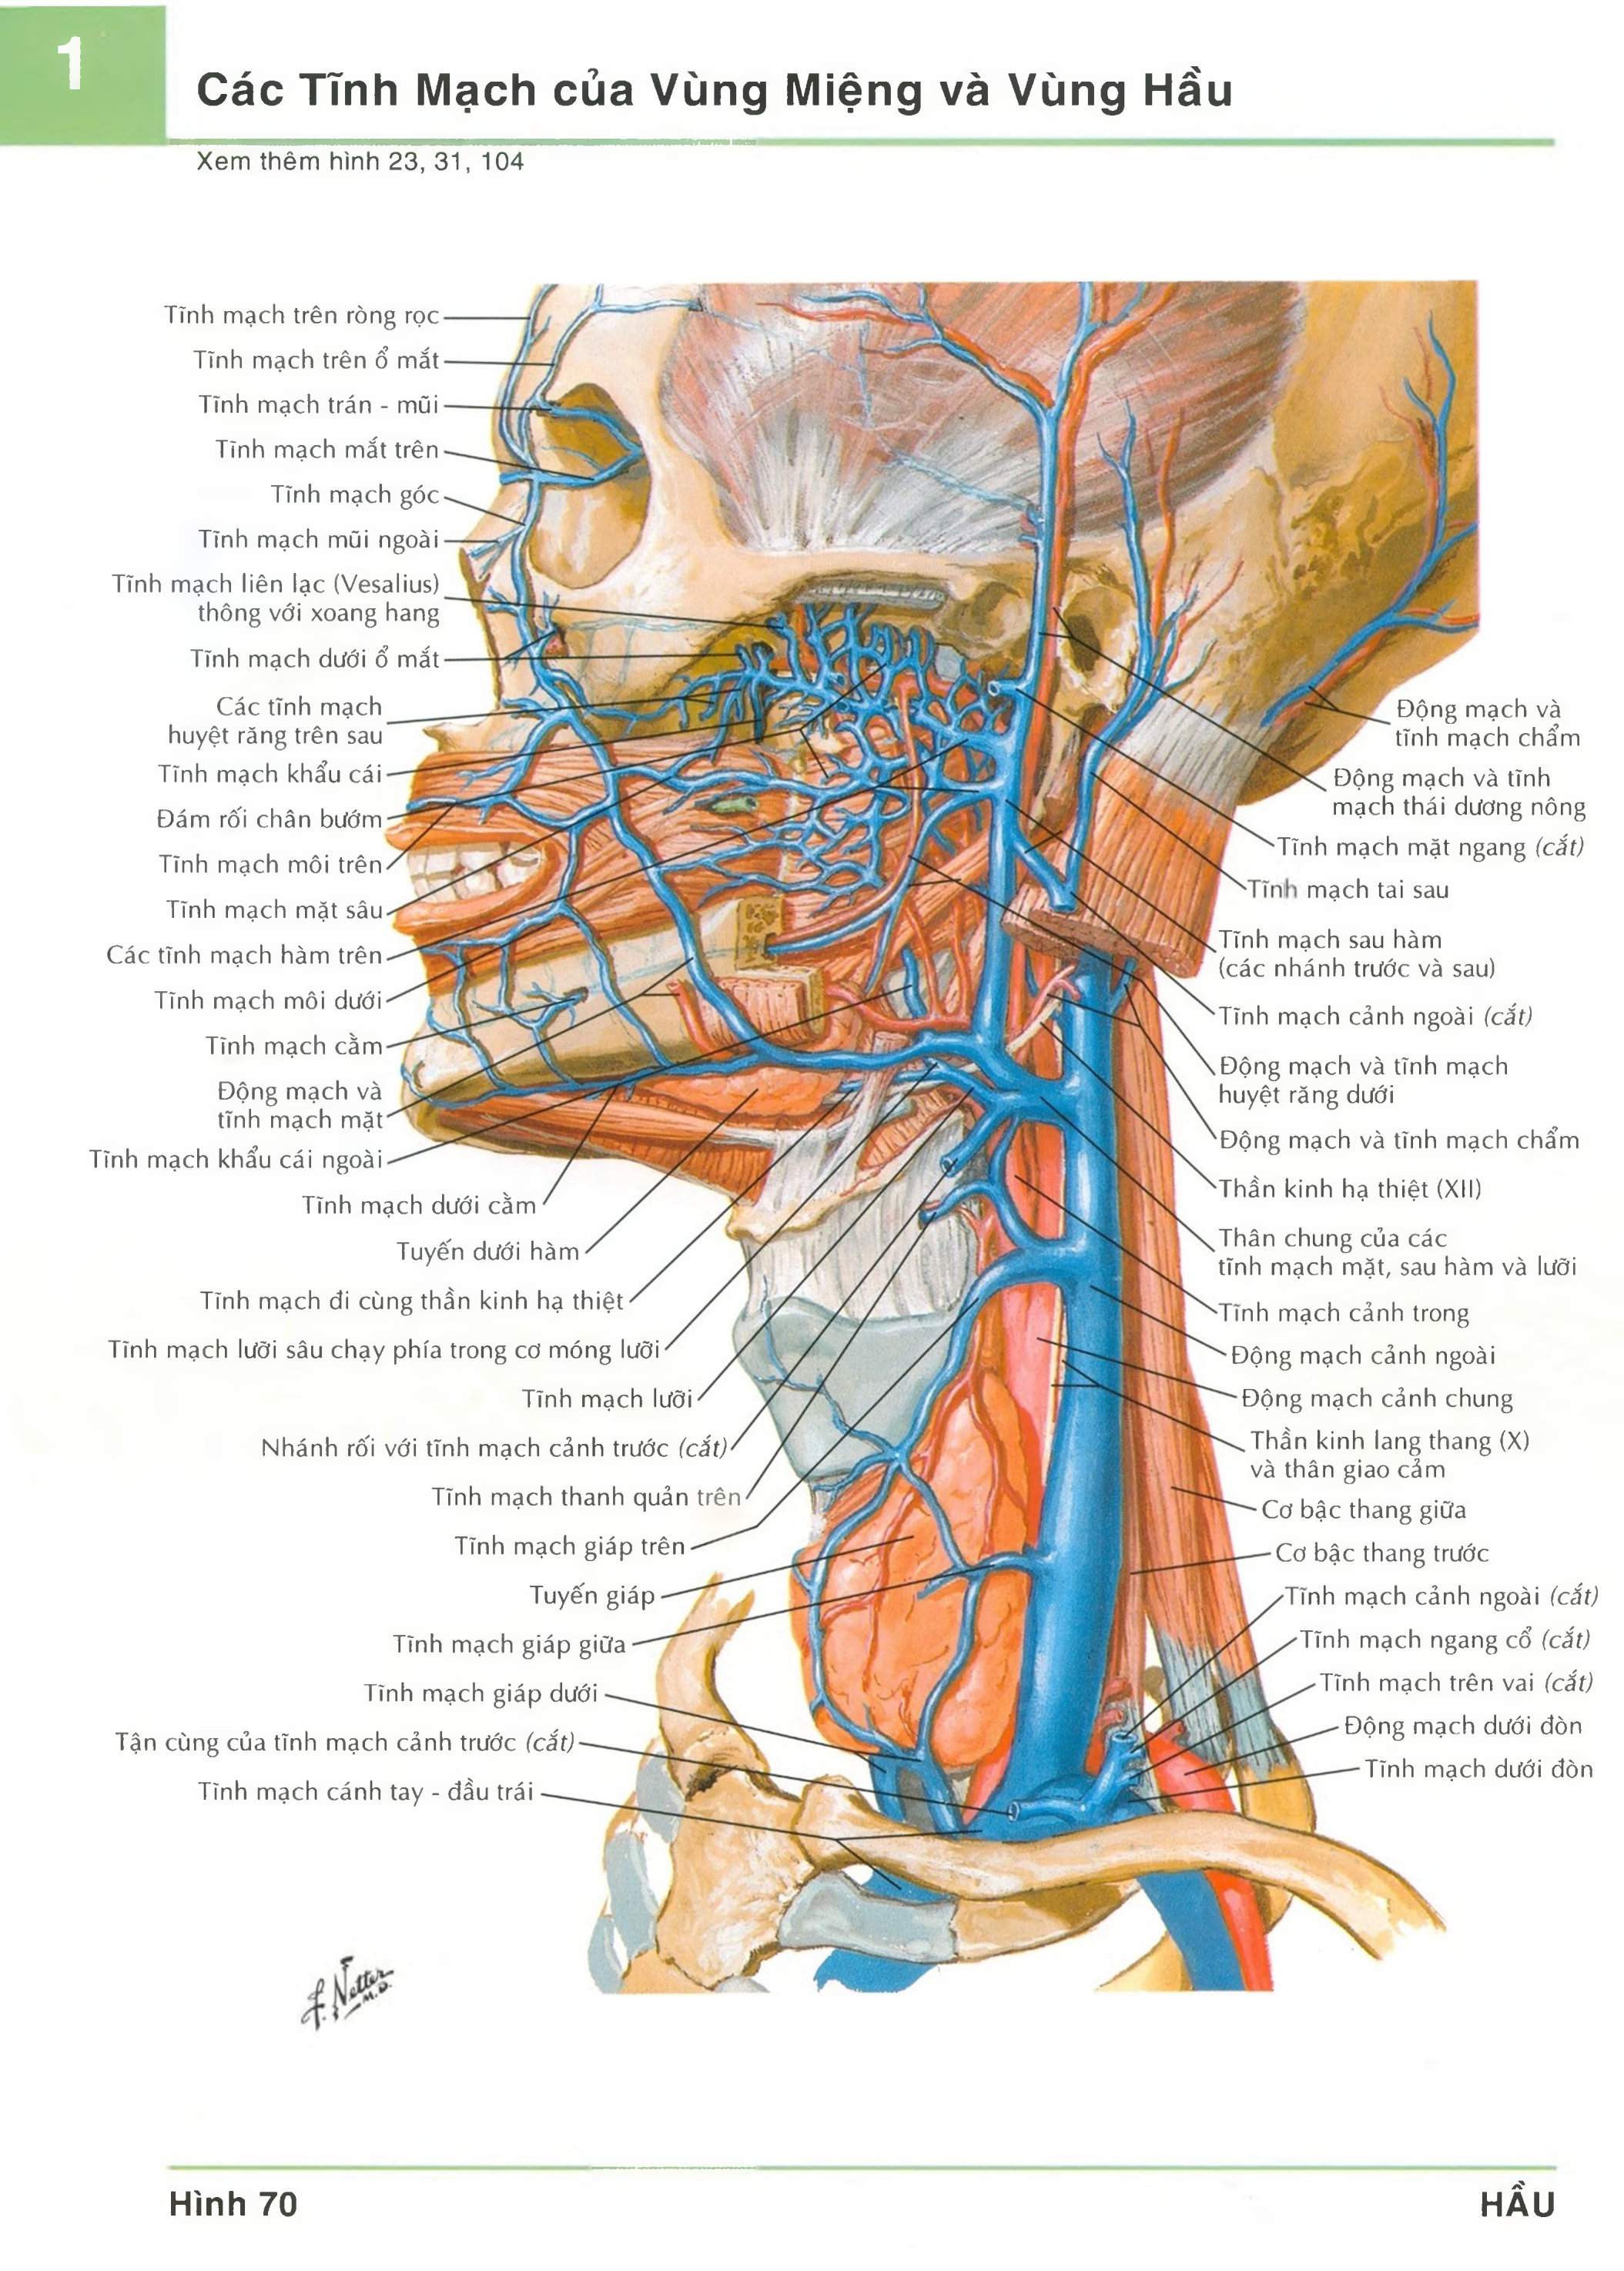 1
Các Tĩnh Mạch của Vùng Miệng và Vùng Hầu
Xem thêm hình 23, 31, 104
Tĩnh mạch trên ròng rọc
Tĩnh mạch trên ổ mắt
Tĩnh mạch trán - mũi
Tĩnh mạch mắt trên
Tĩnh mạch góc
Tĩnh mạch mũi ngoài
Tĩnh mạch liên lạc (Vesalius)
thông với xoang hang
Tĩnh mạch dưới ổ mắt
Các tĩnh mạch
huyệt răng trên sau
Tĩnh mạch khẩu cái
Đám rối chân bướm
Tĩnh mạch môi trên
Tĩnh mạch mặt sâu
Các tĩnh mạch hàm trên
Tĩnh mạch môi dưới
Tĩnh mạch cằm
Động mạch và
tĩnh mạch mặt
Tĩnh mạch khẩu cái ngoài
Tĩnh mạch dưới cằm
Tuyến dưới hàm
Tĩnh mạch đi cùng thần kinh hạ thiệt
Tĩnh mạch lưỡi sâu chạy phía trong cơ móng lưỡi
Tĩnh mạch lưỡi
Nhánh rối với tĩnh mạch cảnh trước (cắt)
Tĩnh mạch thanh quản trên
Tĩnh mạch giáp trên
Tuyến giáp
Tĩnh mạch giáp giữa
Tĩnh mạch giáp dưới
Tận cùng của tĩnh mạch cảnh trước (cắt)
Tĩnh mạch cánh tay - đầu trái
Động mạch và
tĩnh mạch chẩm
Động mạch và tĩnh
mạch thái dương nông
Tĩnh mạch mặt ngang (cắt)
Tĩnh mạch tai sau
Tĩnh mạch sau hàm
(các nhánh trước và sau)
Tĩnh mạch cảnh ngoài (cắt)
Động mạch và tĩnh mạch
huyệt răng dưới
Động mạch và tĩnh mạch chẩm
Thần kinh hạ thiệt (XII)
Thân chung của các
tĩnh mạch mặt, sau hàm và lưỡi
Tĩnh mạch cảnh trong
Động mạch cảnh ngoài
Động mạch cảnh chung
Thần kinh lang thang (X)
và thân giao cảm
Cơ bậc thang giữa
Cơ bậc thang trước
Tĩnh mạch cảnh ngoài (cắt)
Tĩnh mạch ngang cổ (cắt)
Tĩnh mạch trên vai (cắt)
Động mạch dưới đòn
Tĩnh mạch dưới đòn
F. Netter
M.D.
Hình 70
HẦU